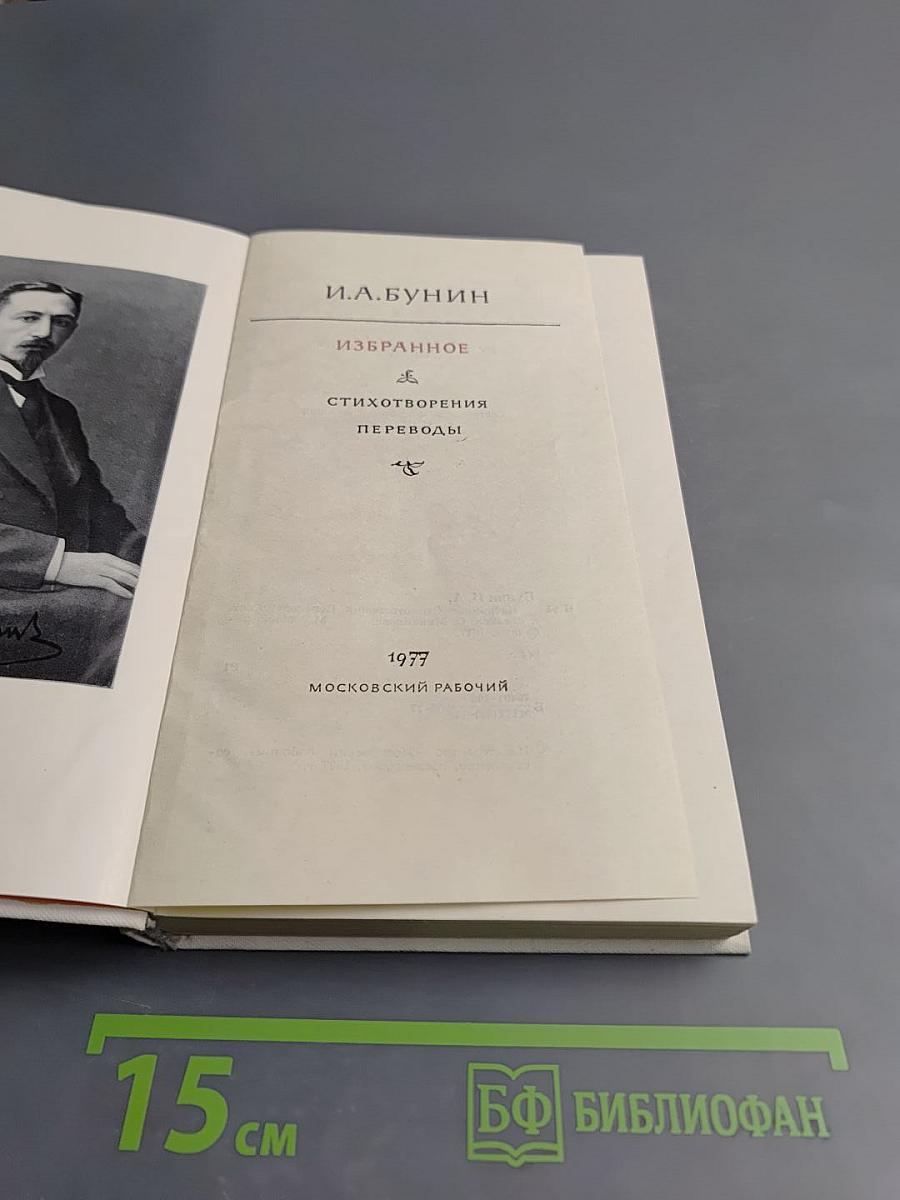 И.А.БУНИН
ИЗБРАННОЕ
СТИХОТВОРЕНИЯ
ПЕРЕВОДЫ
1977
МОСКОВСКИЙ РАБОЧИЙ
15 см
БФ БИБЛИОФАН